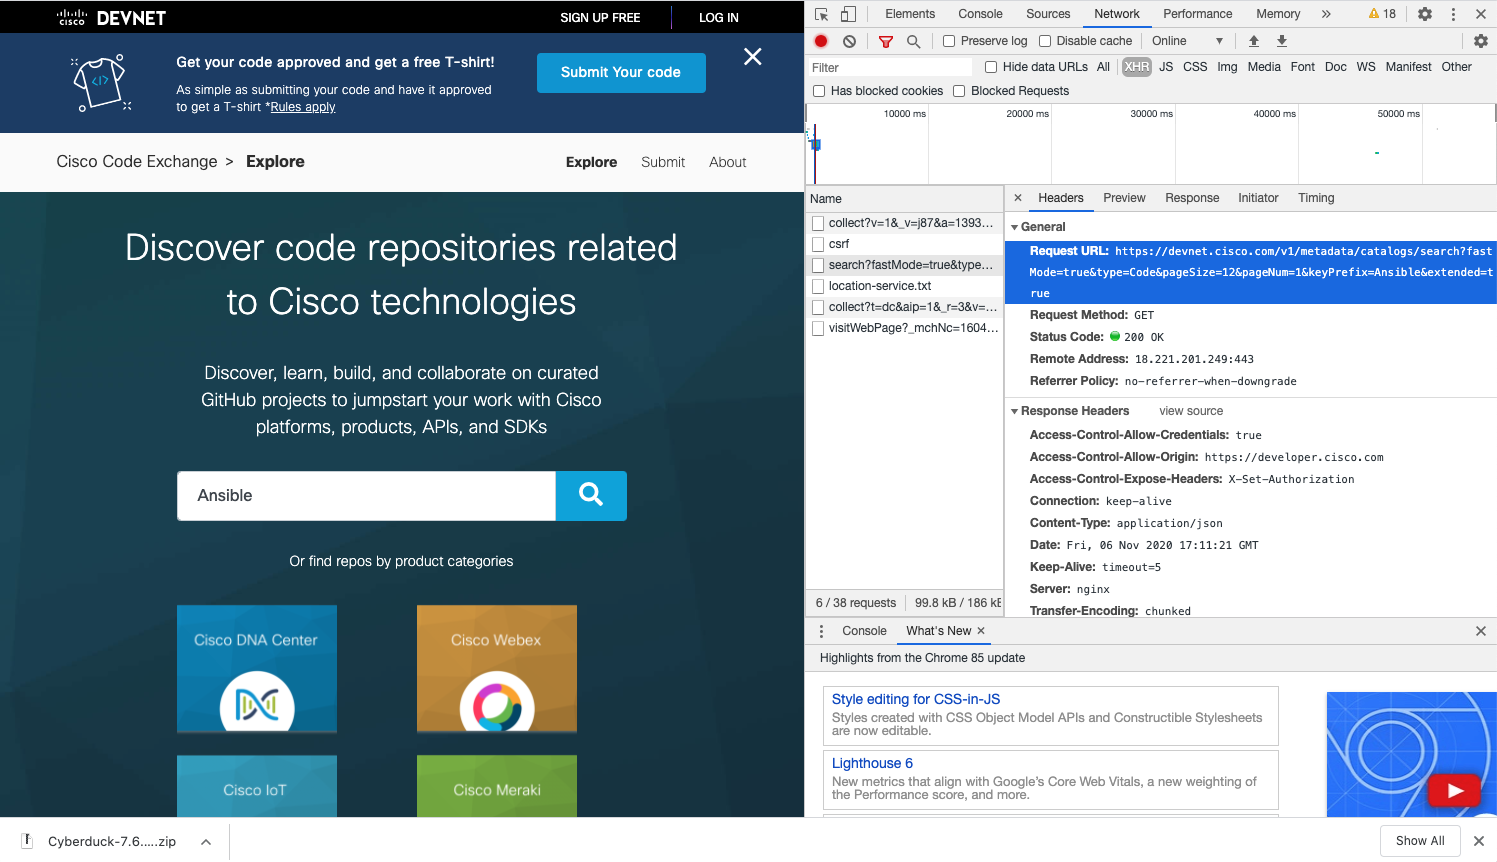 cisco DEVNET
SIGN UP FREE
LOG IN
Get your code approved and get a free T-shirt!
As simple as submitting your code and have it approved
to get a T-shirt *Rules apply
Submit Your code
Cisco Code Exchange > Explore
Explore Submit About
Discover code repositories related
to Cisco technologies
Discover, learn, build, and collaborate on curated
GitHub projects to jumpstart your work with Cisco
platforms, products, APIs, and SDKs
Ansible
Or find repos by product categories
Cisco DNA Center
Cisco Webex
Cisco IoT
Cisco Meraki
Elements Console Sources Network Performance Memory » 18
Preserve log Disable cache Online
Filter
Hide data URLs All XHR JS CSS Img Media Font Doc WS Manifest Other
Has blocked cookies Blocked Requests
10000 ms 20000 ms 30000 ms 40000 ms 50000 ms
Name
collect?v=1&_v=j87&a=1393...
csrf
search?fastMode=true&type...
location-service.txt
collect?t=dc&aip=1&_r=3&v=...
visitWebPage?_mchNc=1604...
6 / 38 requests 99.8 kB / 186 kE
Headers Preview Response Initiator Timing
General
Request URL: https://devnet.cisco.com/v1/metadata/catalogs/search?fast
Mode=true&type=Code&pageSize=12&pageNum=1&keyPrefix=Ansible&extended=t
rue
Request Method: GET
Status Code: 200 OK
Remote Address: 18.221.201.249:443
Referrer Policy: no-referrer-when-downgrade
Response Headers view source
Access-Control-Allow-Credentials: true
Access-Control-Allow-Origin: https://developer.cisco.com
Access-Control-Expose-Headers: X-Set-Authorization
Connection: keep-alive
Content-Type: application/json
Date: Fri, 06 Nov 2020 17:11:21 GMT
Keep-Alive: timeout=5
Server: nginx
Transfer-Encoding: chunked
Console What's New
Highlights from the Chrome 85 update
Style editing for CSS-in-JS
Styles created with CSS Object Model APIs and Constructible Stylesheets
are now editable.
Lighthouse 6
New metrics that align with Google's Core Web Vitals, a new weighting of
the Performance score, and more.
Cyberduck-7.6.....zip
Show All